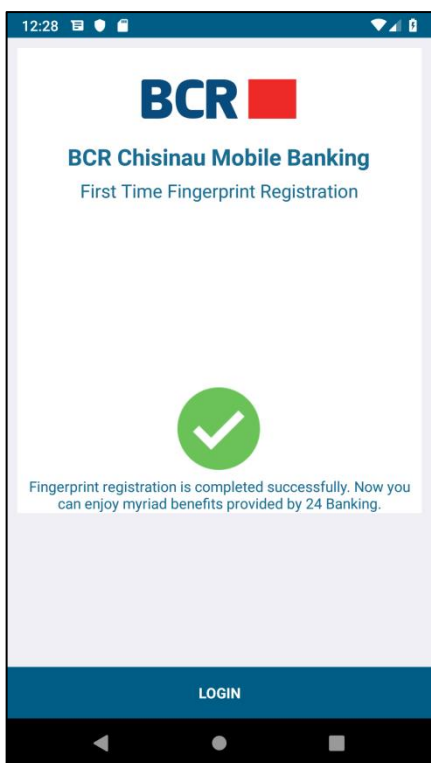 12:28
BCR
BCR Chisinau Mobile Banking
First Time Fingerprint Registration
Fingerprint registration is completed successfully. Now you
can enjoy myriad benefits provided by 24 Banking.
LOGIN